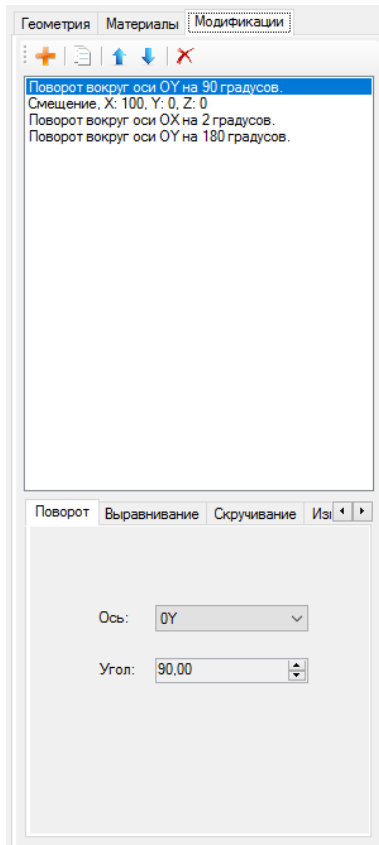 Геометрия Материалы Модификации
Поворот вокруг оси OY на 90 градусов.
Смещение, X: 100, Y: 0, Z: 0
Поворот вокруг оси OX на 2 градусов.
Поворот вокруг оси OY на 180 градусов.
Поворот Выравнивание Скручивание
Ось: 0Y
Угол: 90,00